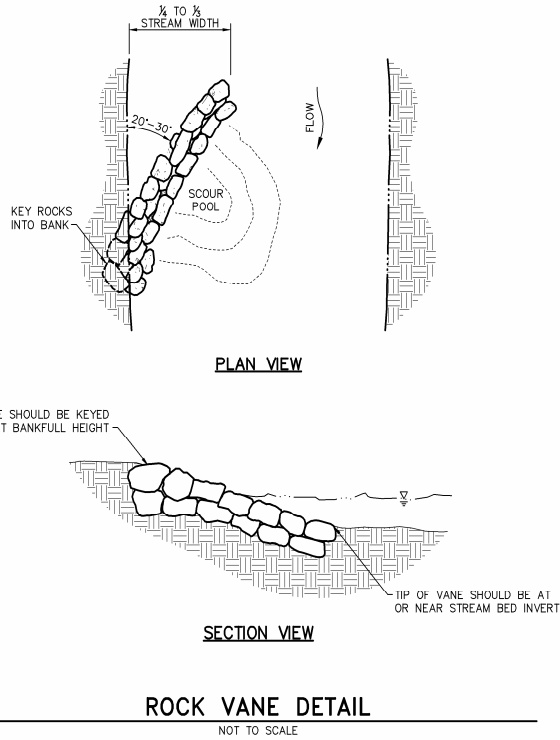 ¼ TO ⅓
STREAM WIDTH
20°-30°
FLOW
SCOUR
POOL
KEY ROCKS
INTO BANK
PLAN VIEW
SHOULD BE KEYED
BANKFULL HEIGHT
TIP OF VANE SHOULD BE AT
OR NEAR STREAM BED INVERT
SECTION VIEW
ROCK VANE DETAIL
NOT TO SCALE